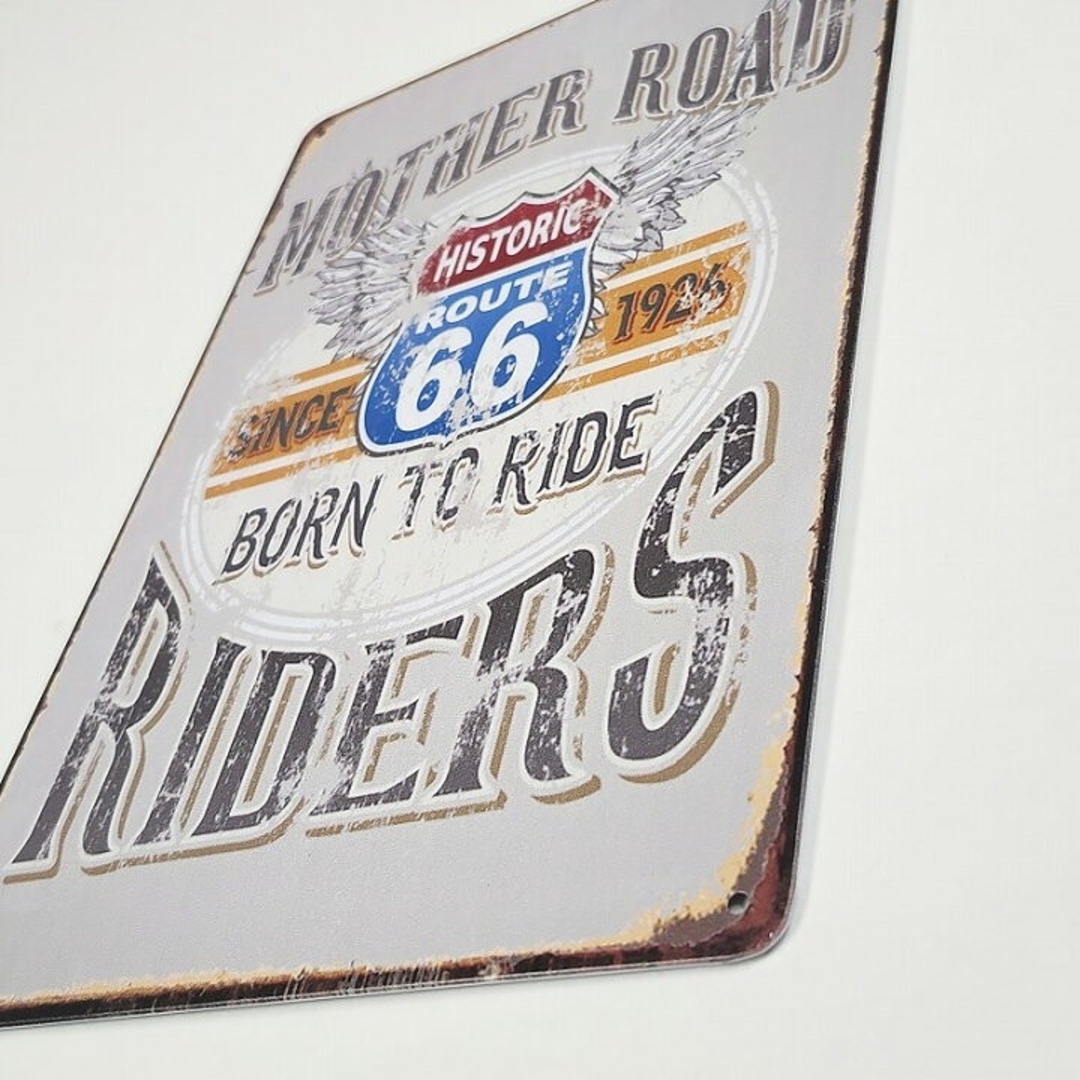 MOTHER ROAD
HISTORIC
ROUTE
66
SINCE 1926
BORN TO RIDE
RIDERS